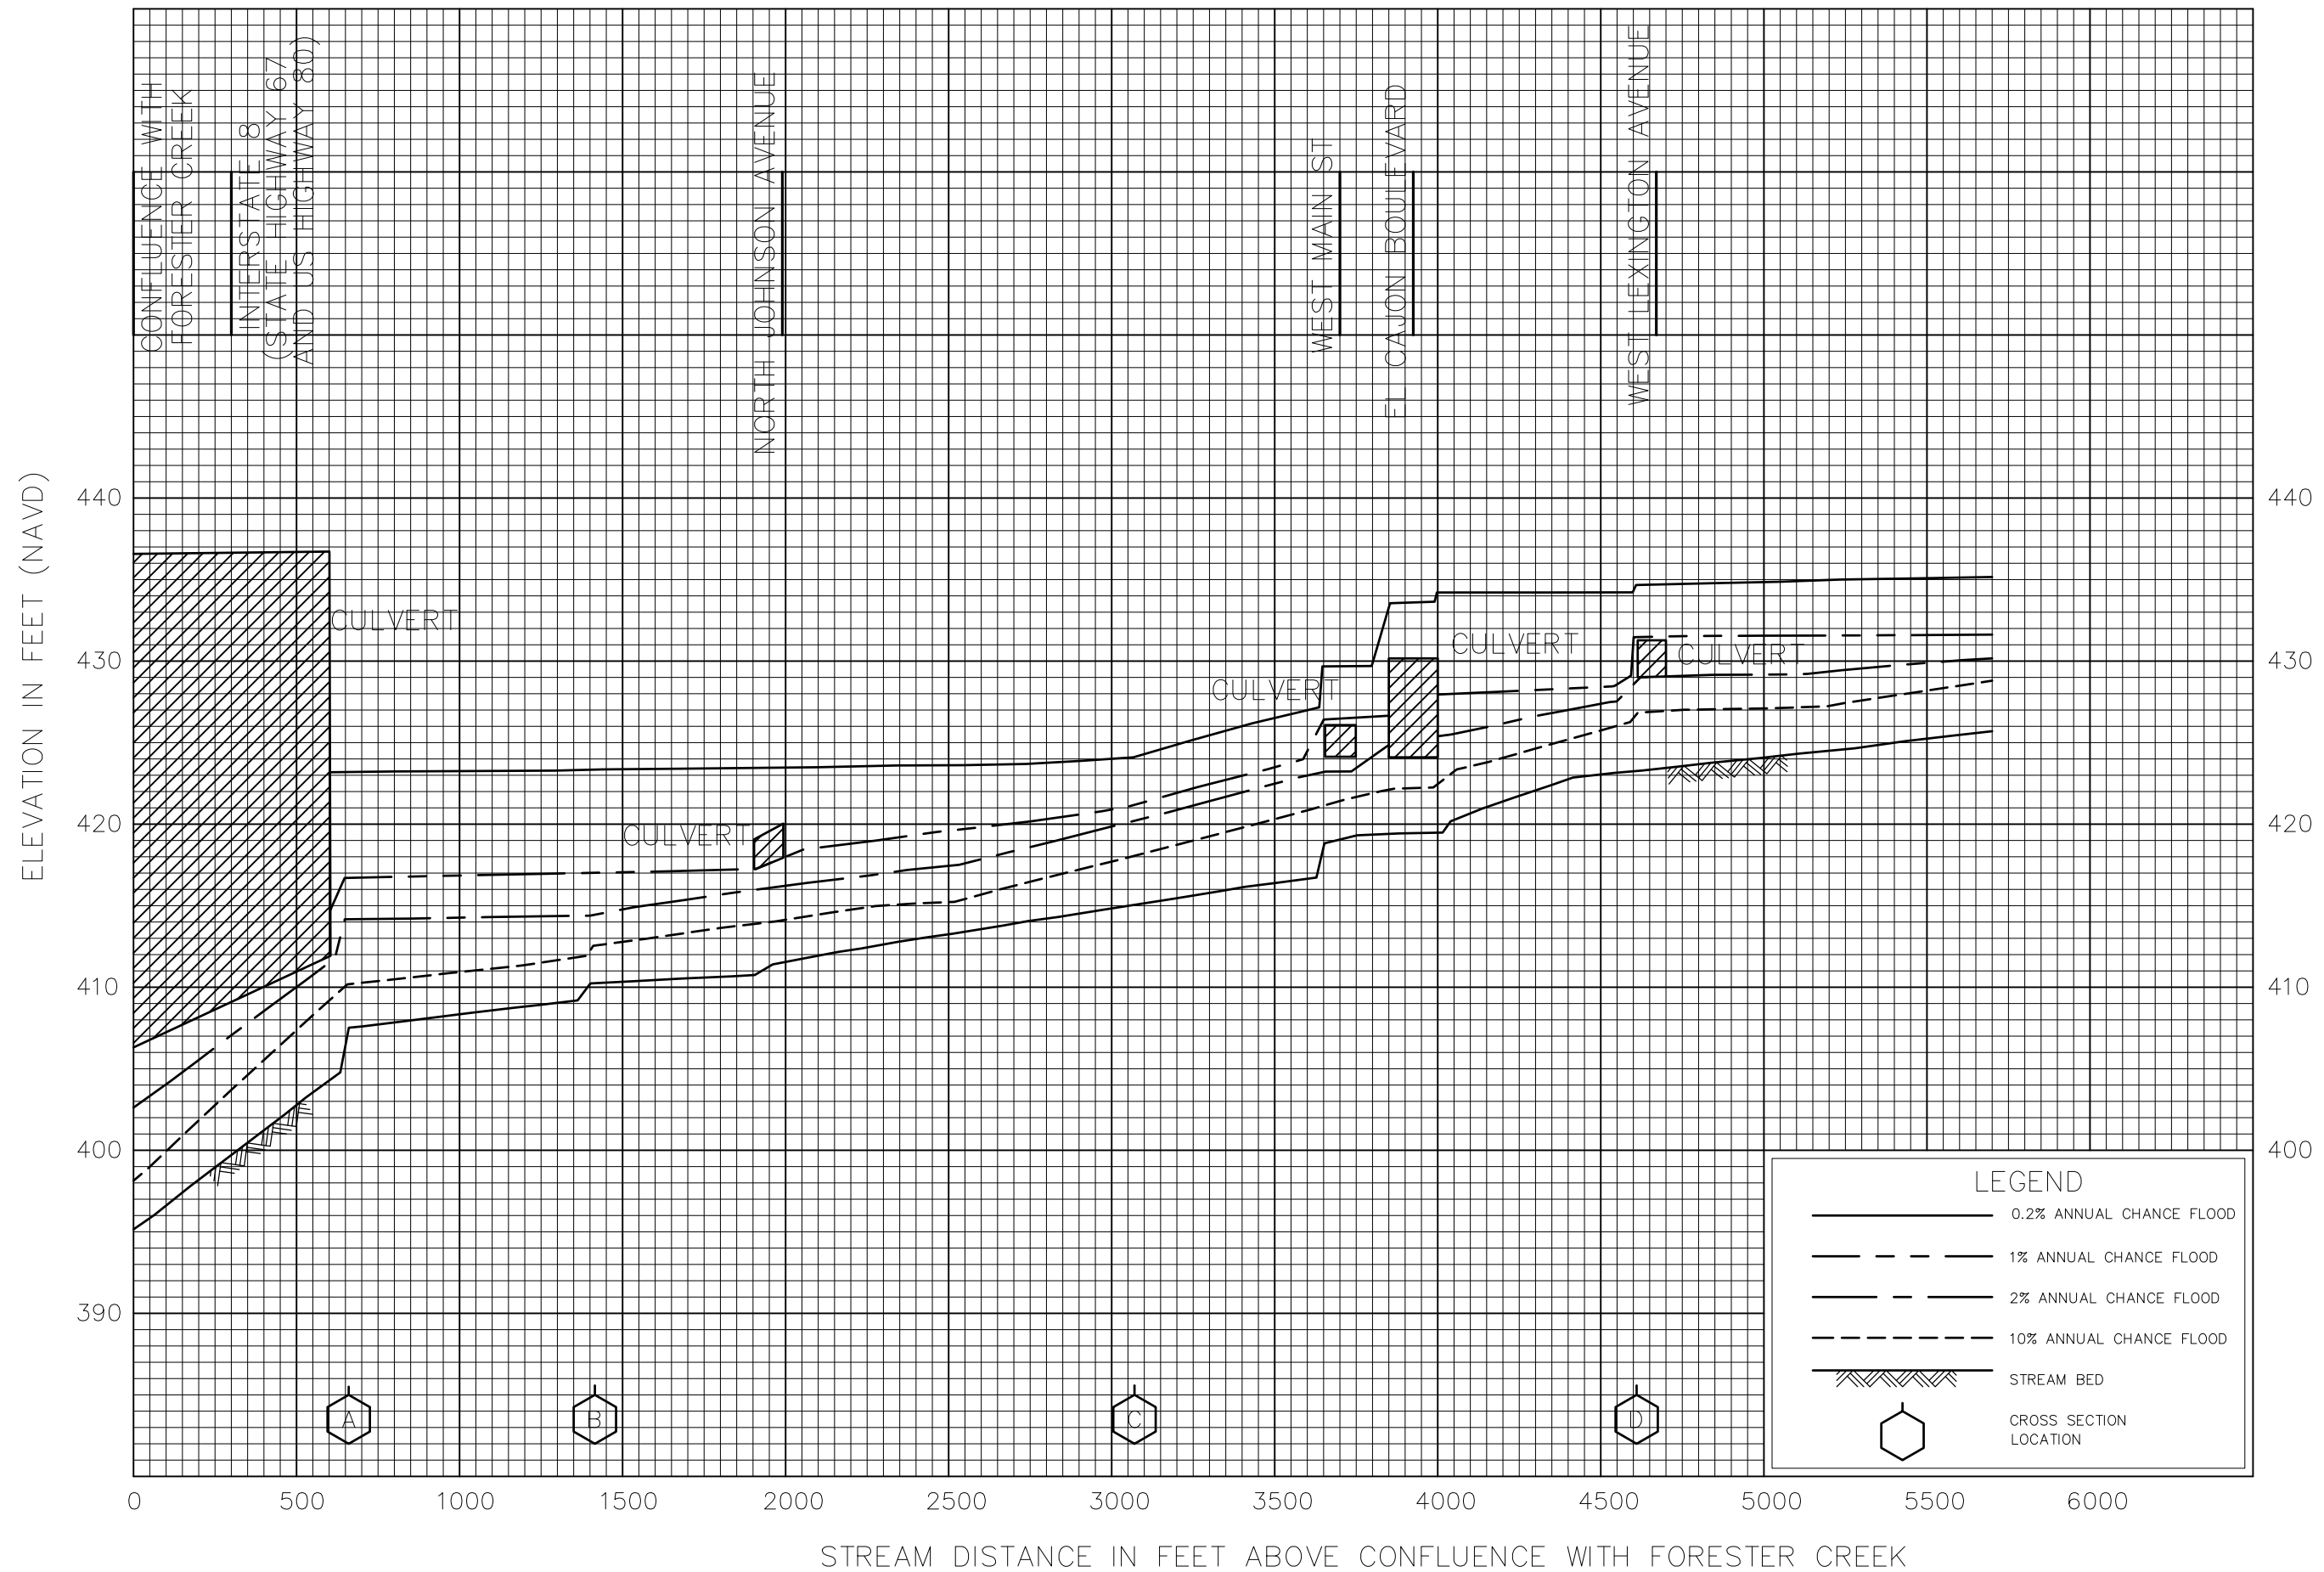 CONFLUENCE WITH
FORESTER CREEK
INTERSTATE 8
(STATE HIGHWAY 67
AND US HIGHWAY 80)
NORTH JOHNSON AVENUE
WEST MAIN ST
EL CAJON BOULEVARD
WEST LEXINGTON AVENUE
ELEVATION IN FEET (NAVD)
440
430
420
410
400
390
440
430
420
410
400
CULVERT
CULVERT
CULVERT
CULVERT
CULVERT
LEGEND
0.2% ANNUAL CHANCE FLOOD
1% ANNUAL CHANCE FLOOD
2% ANNUAL CHANCE FLOOD
10% ANNUAL CHANCE FLOOD
STREAM BED
CROSS SECTION
LOCATION
A B C D
0 500 1000 1500 2000 2500 3000 3500 4000 4500 5000 5500 6000
STREAM DISTANCE IN FEET ABOVE CONFLUENCE WITH FORESTER CREEK